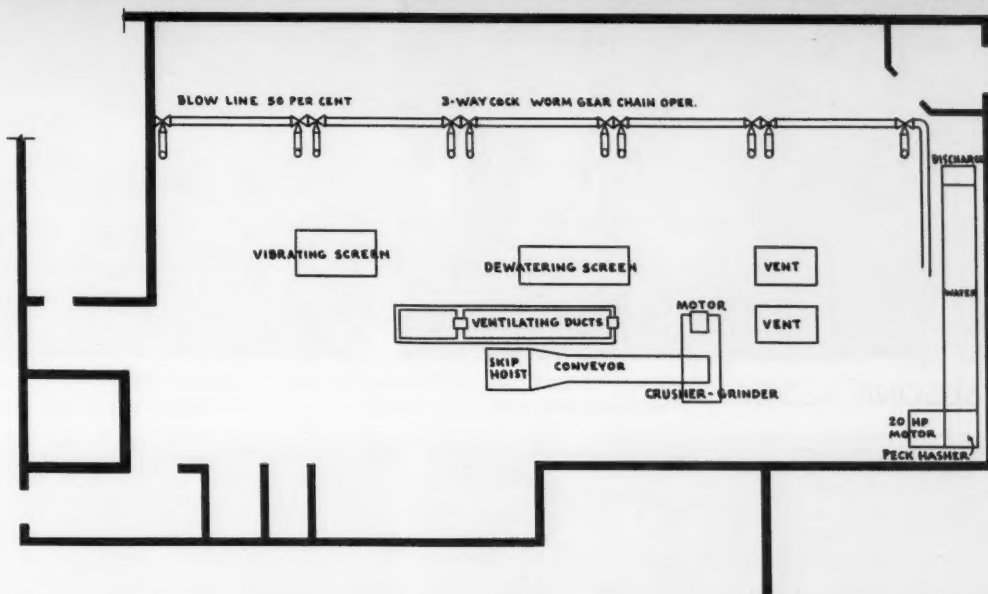 BLOW LINE 50 PER CENT
3-WAY COCK WORM GEAR CHAIN OPER.
DISCHARGE
VIBRATING SCREEN
DEWATERING SCREEN
VENT
WATER
MOTOR
VENTILATING DUCTS
VENT
SKIP
HOIST
CONVEYOR
CRUSHER-GRINDER
20 HP
MOTOR
PECK HASHER